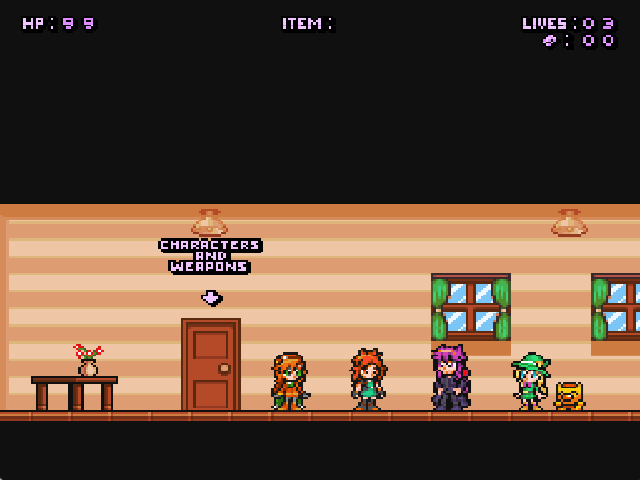 HP:99
ITEM:
LIVES:03
:00
CHARACTERS
AND
WEAPONS